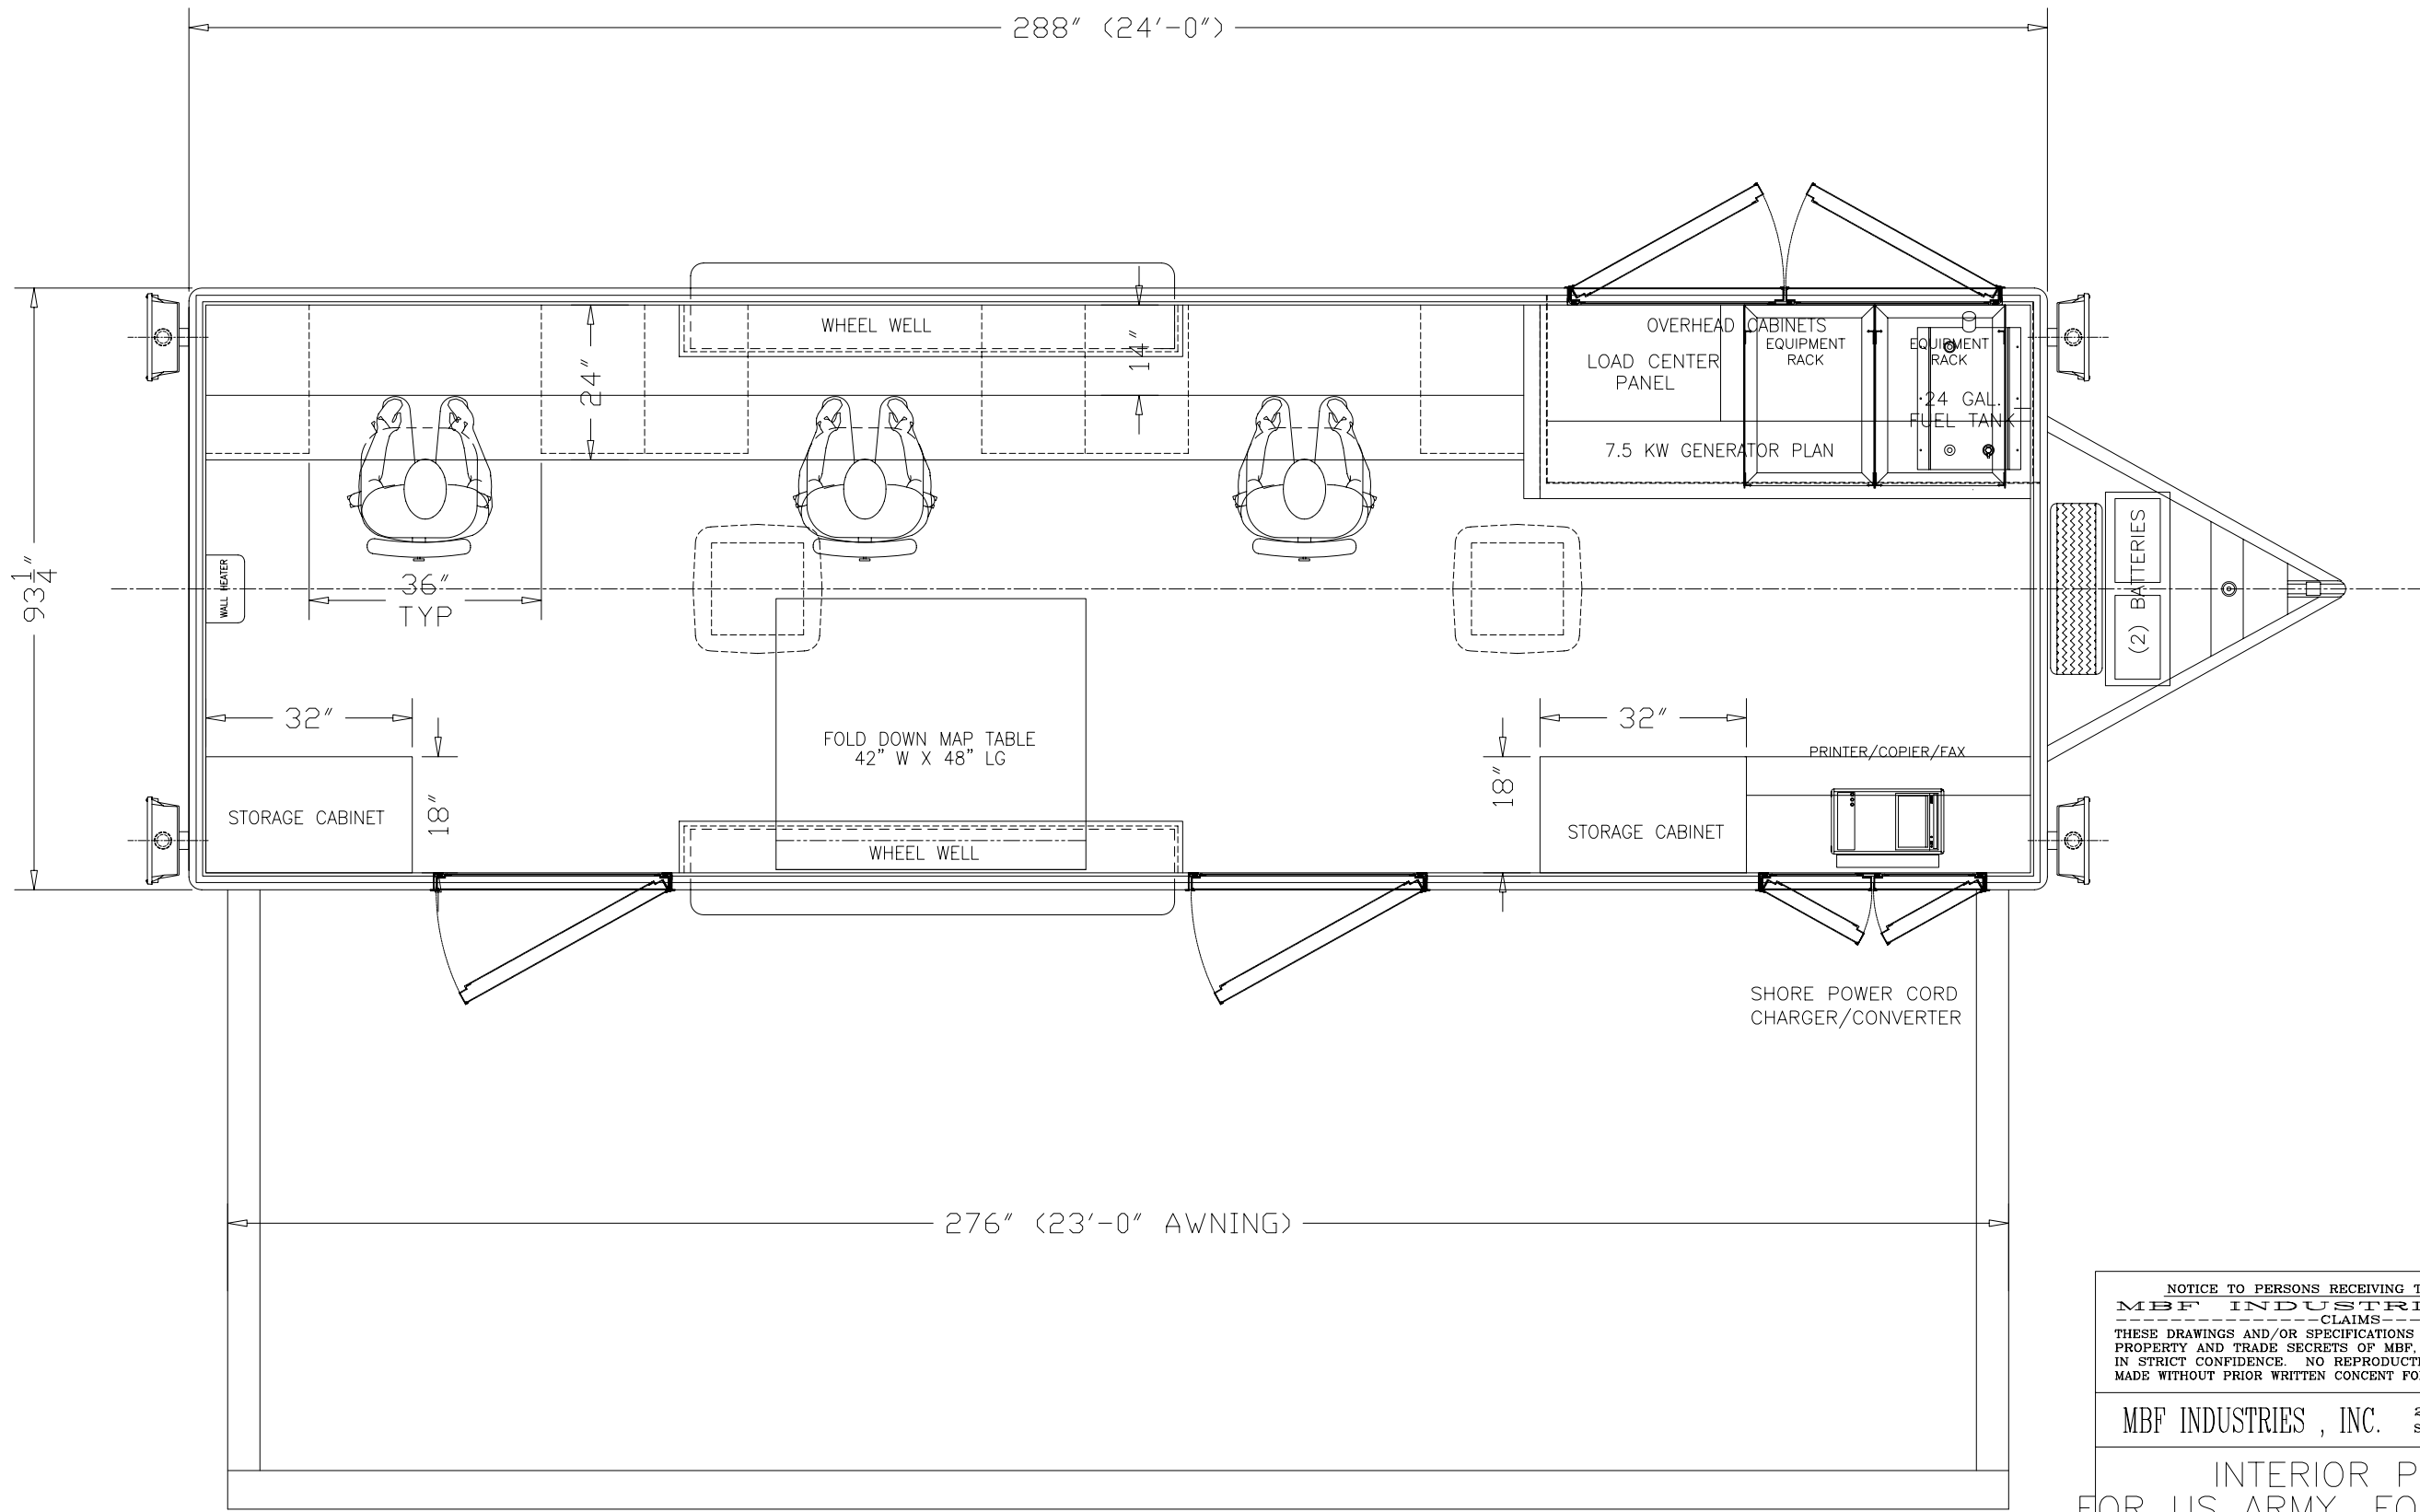 288" (24'-0")
WHEEL WELL
14"
24"
OVERHEAD CABINETS
EQUIPMENT
RACK
EQUIPMENT
RACK
LOAD CENTER
PANEL
24 GAL.
FUEL TANK
7.5 KW GENERATOR PLAN
93 1/4"
WALL HEATER
36"
TYP
(2) BATTERIES
32"
32"
FOLD DOWN MAP TABLE
42" W X 48" LG
PRINTER/COPIER/FAX
18"
18"
STORAGE CABINET
STORAGE CABINET
WHEEL WELL
SHORE POWER CORD
CHARGER/CONVERTER
276" (23'-0" AWNING)
NOTICE TO PERSONS RECEIVING T
MBF INDUSTRI
----------------CLAIMS---
THESE DRAWINGS AND/OR SPECIFICATIONS
PROPERTY AND TRADE SECRETS OF MBF,
IN STRICT CONFIDENCE. NO REPRODUCT
MADE WITHOUT PRIOR WRITTEN CONCENT FO
MBF INDUSTRIES , INC.
INTERIOR P
FOR US ARMY, FO